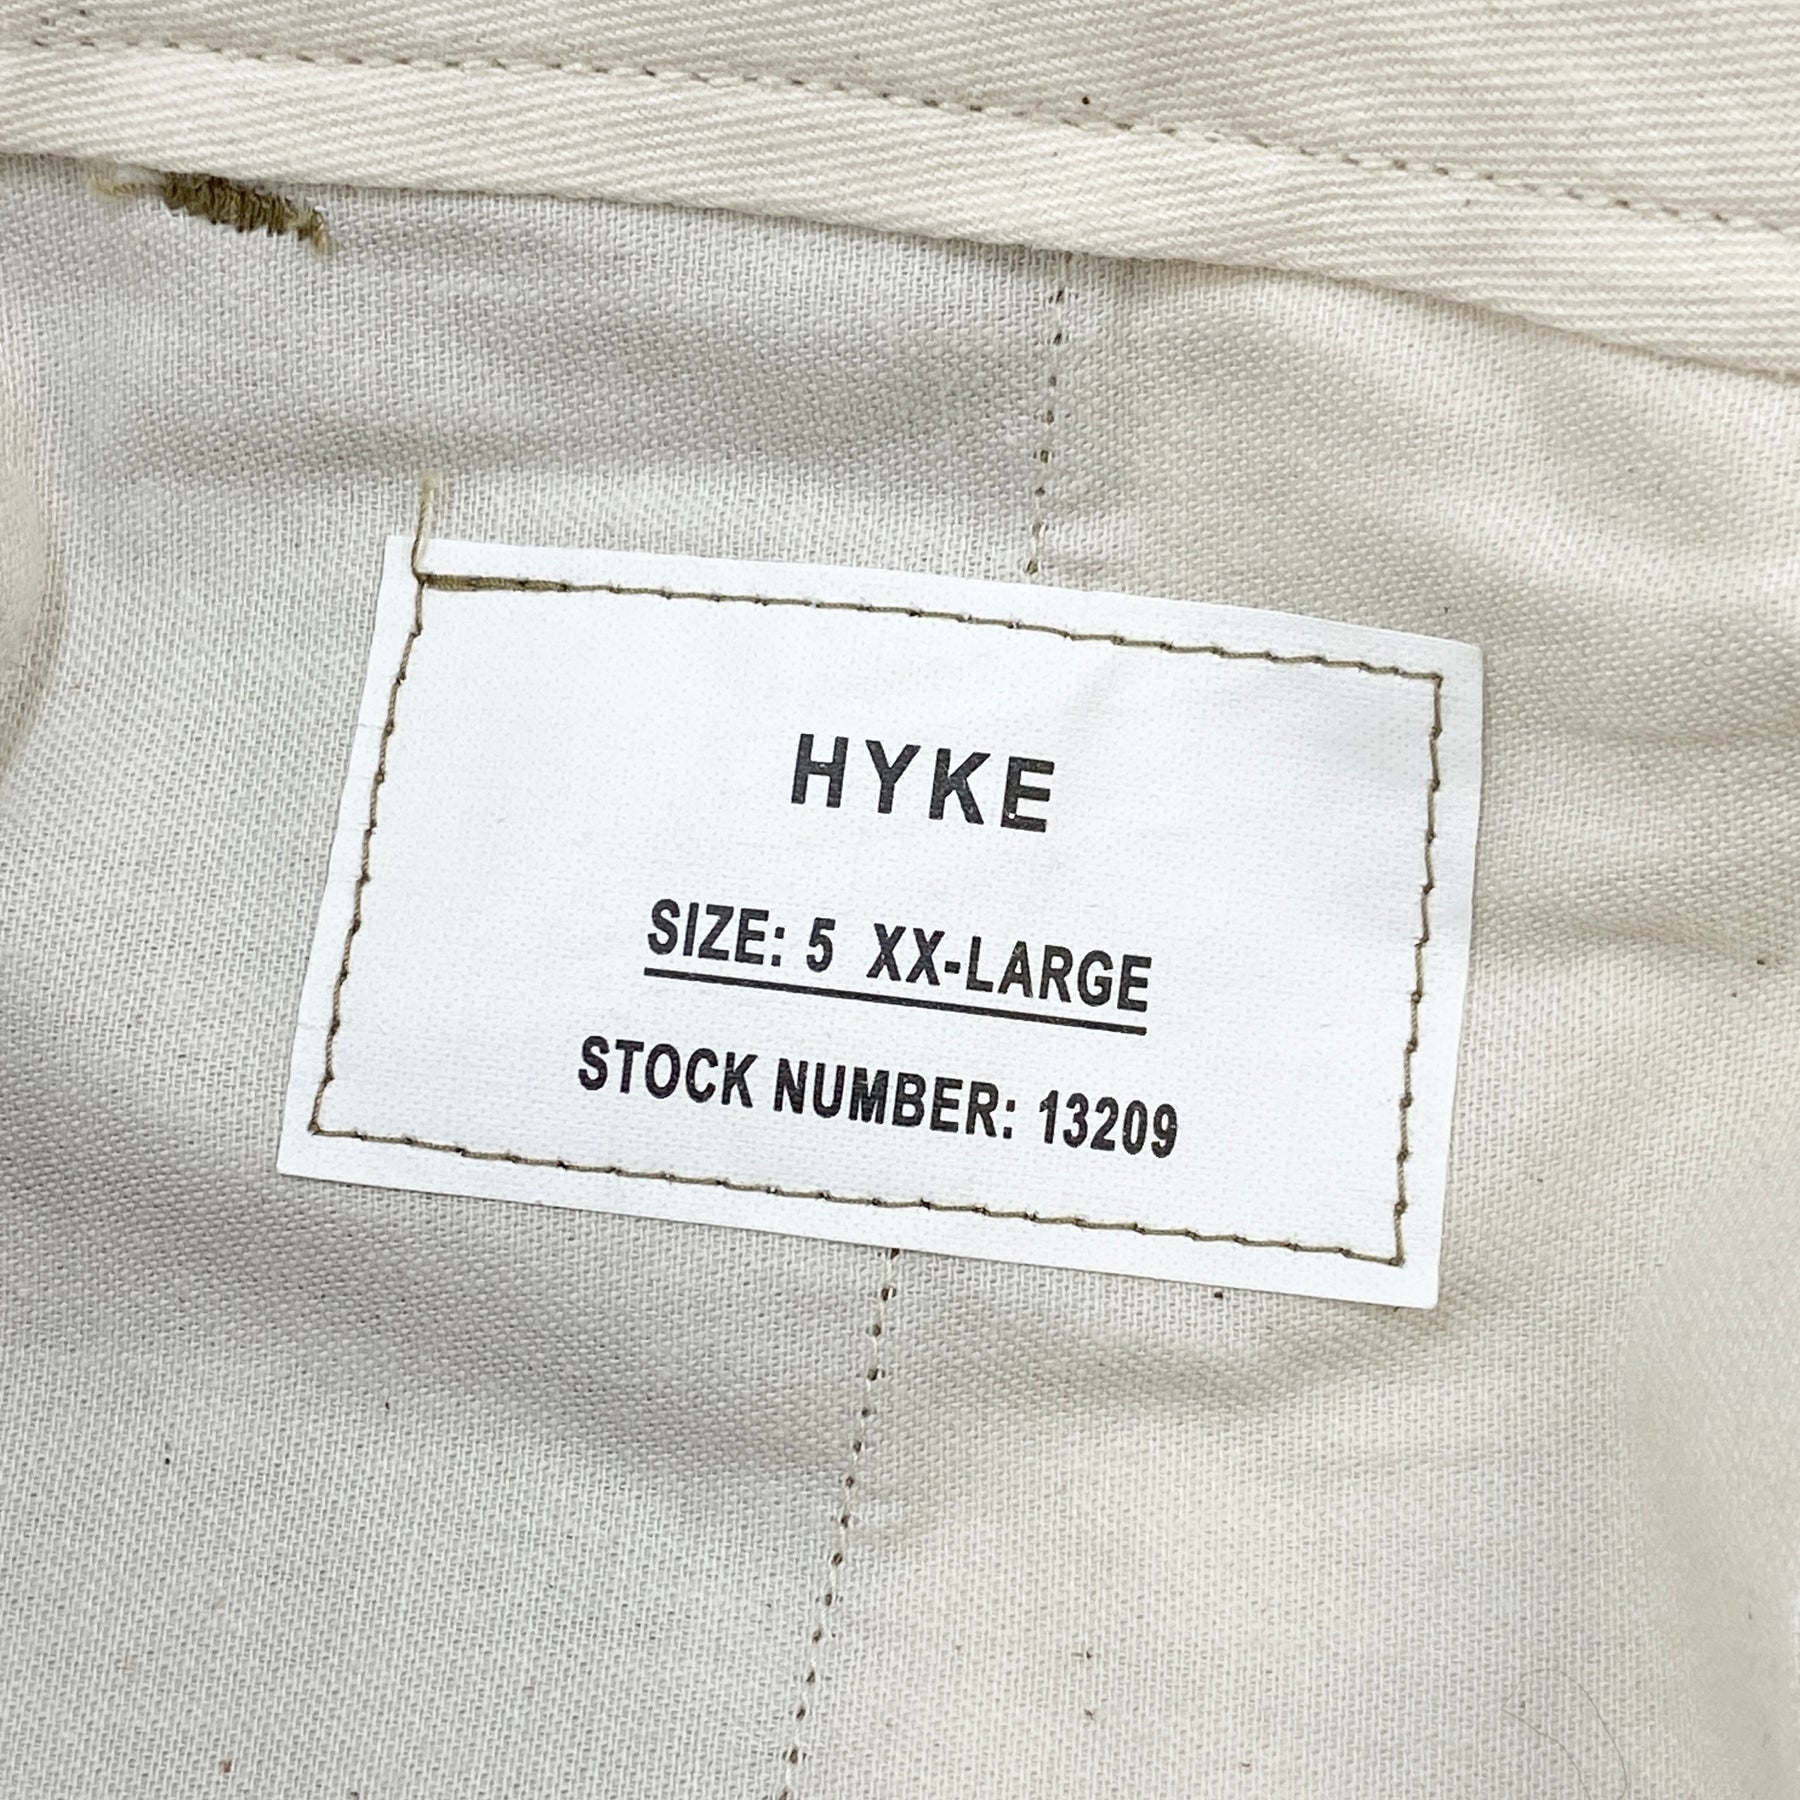 HYKE
SIZE: 5 XX-LARGE
STOCK NUMBER: 13209